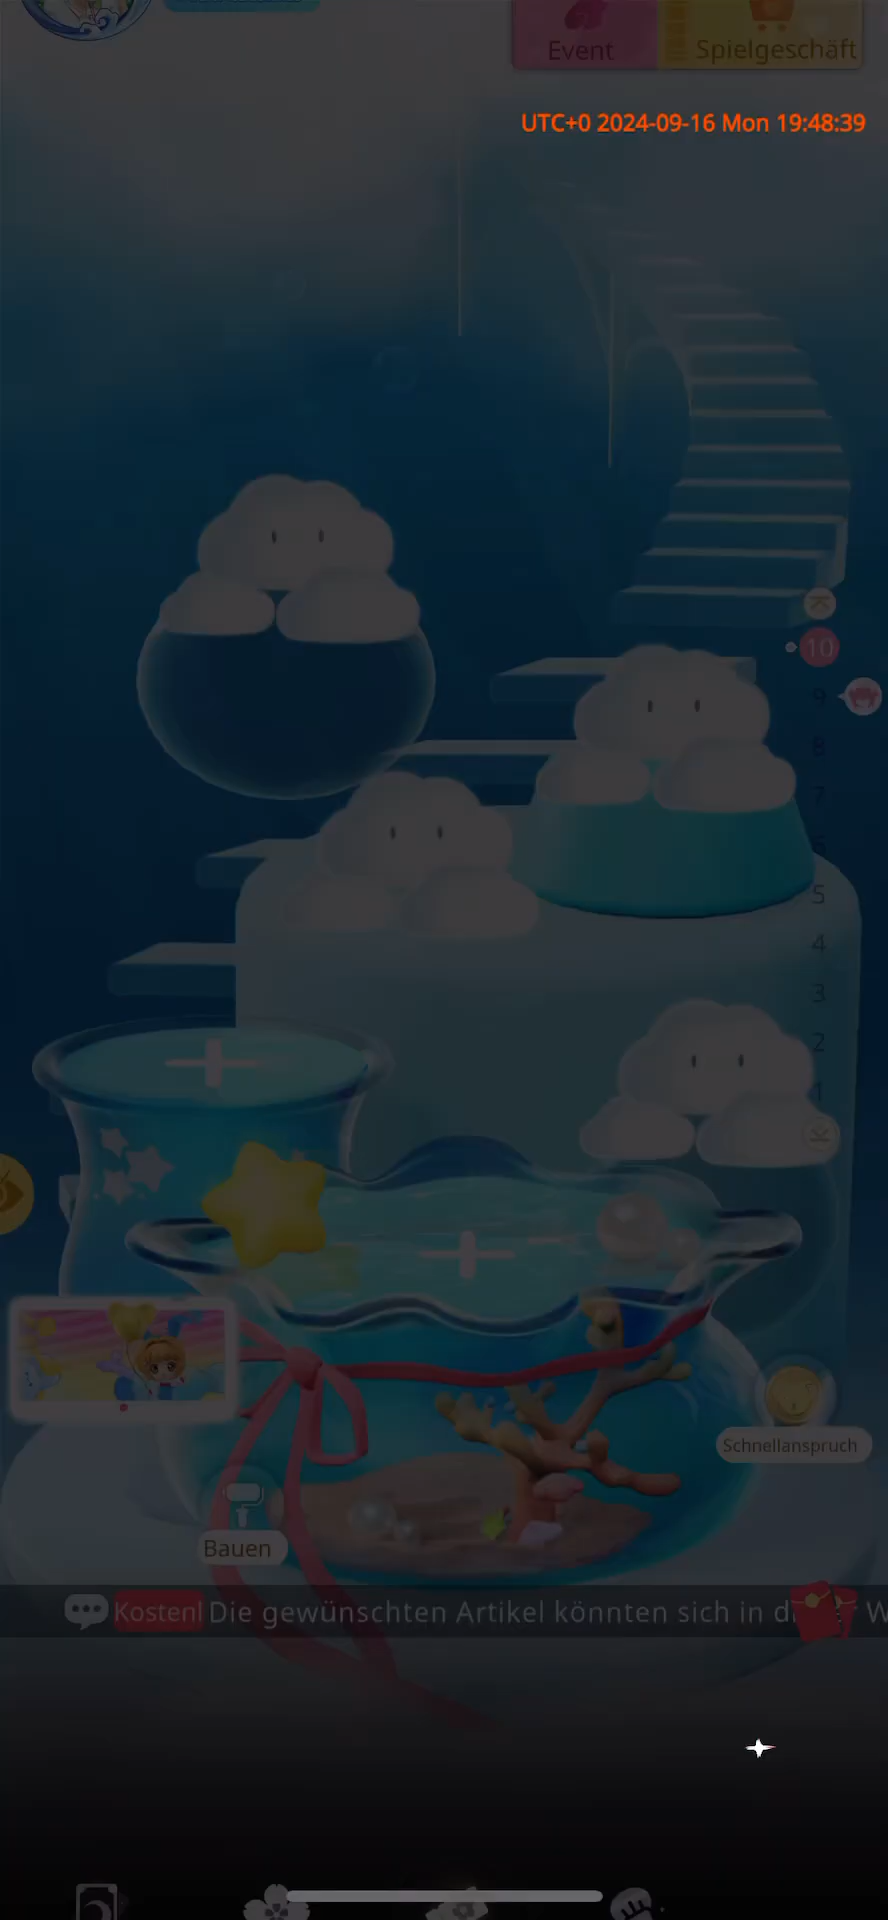 Event
Spielgeschäft
UTC+0 2024-09-16 Mon 19:48:39
10
9
8
7
6
5
4
3
2
1
Schnellanspruch
Bauen
Kostenl Die gewünschten Artikel könnten sich in di
W